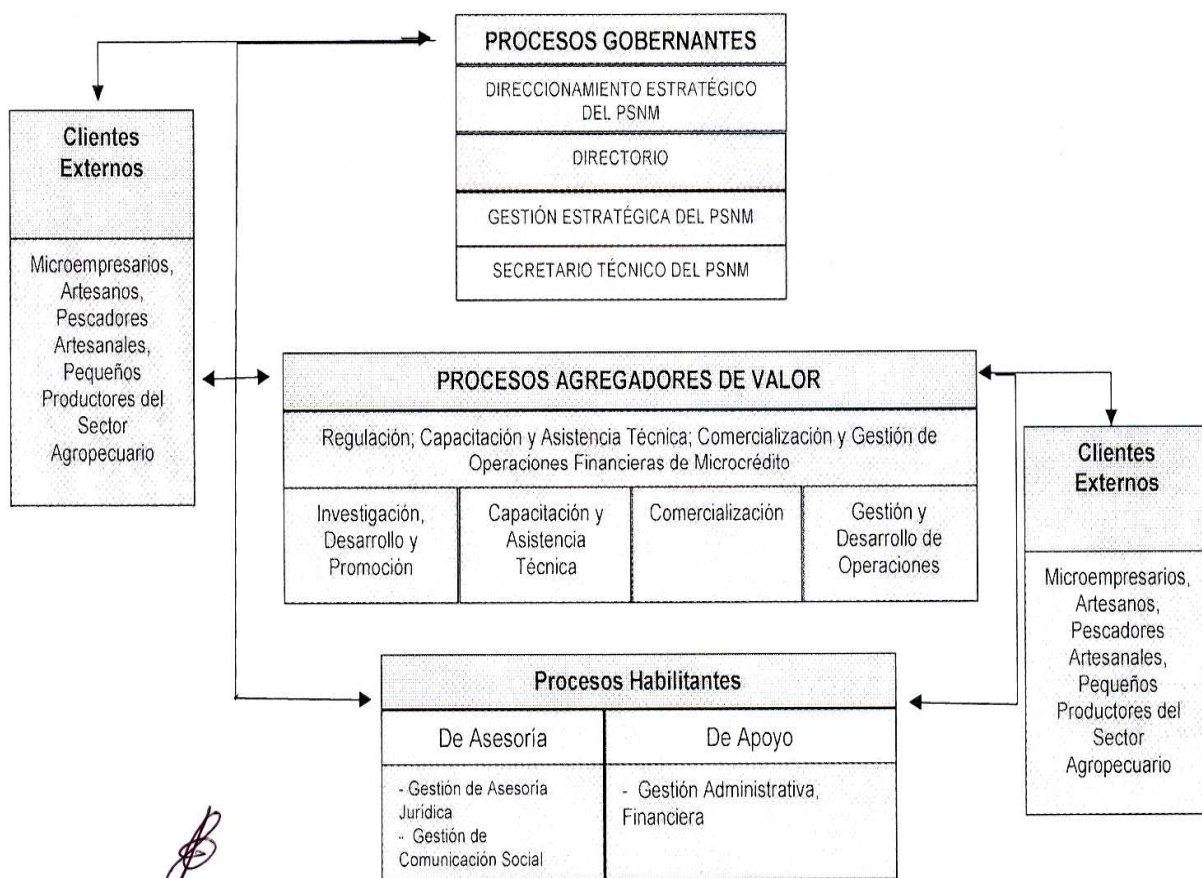 PROCESOS GOBERNANTES
DIRECCIONAMIENTO ESTRATÉGICO
DEL PSNM
DIRECTORIO
GESTIÓN ESTRATÉGICA DEL PSNM
SECRETARIO TÉCNICO DEL PSNM
Clientes
Externos
Microempresarios,
Artesanos,
Pescadores
Artesanales,
Pequeños
Productores del
Sector
Agropecuario
PROCESOS AGREGADORES DE VALOR
Regulación; Capacitación y Asistencia Técnica; Comercialización y Gestión de
Operaciones Financieras de Microcrédito
Investigación,
Desarrollo y
Promoción
Capacitación y
Asistencia
Técnica
Comercialización
Gestión y
Desarrollo de
Operaciones
Clientes
Externos
Microempresarios,
Artesanos,
Pescadores
Artesanales,
Pequeños
Productores del
Sector
Agropecuario
Procesos Habilitantes
De Asesoría
- Gestión de Asesoría
Jurídica
- Gestión de
Comunicación Social
De Apoyo
- Gestión Administrativa,
Financiera